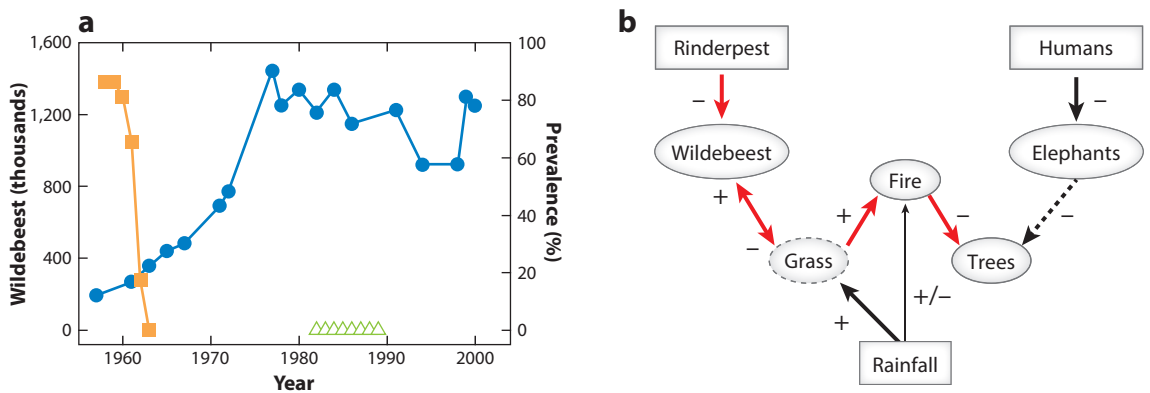 a
1,600
1,200
800
400
0
Wildebeest (thousands)
100
80
60
40
20
0
Prevalence (%)
1960
1970
1980
1990
2000
Year
b
Rinderpest
Humans
–
–
Wildebeest
Elephants
Fire
+
+
–
–
–
Grass
Trees
+/–
+
Rainfall